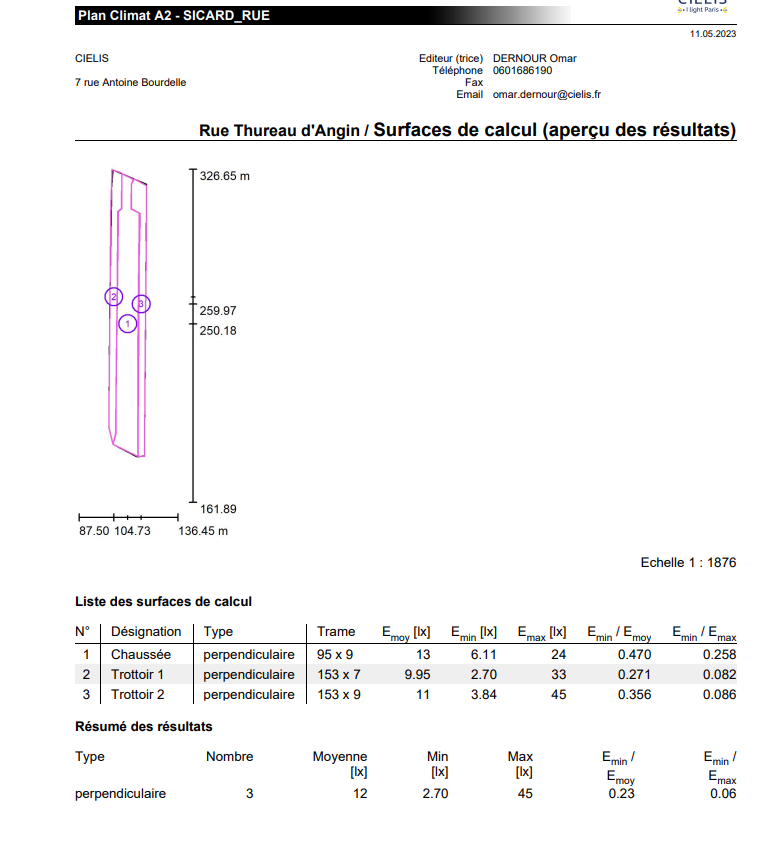 CIELIS
light Paris
Plan Climat A2 - SICARD_RUE
11.05.2023
CIELIS
7 rue Antoine Bourdelle
Editeur (trice) DERNOUR Omar
Téléphone 0601686190
Fax
Email omar.dernour@cielis.fr
Rue Thureau d'Angin / Surfaces de calcul (aperçu des résultats)
326.65 m
2
3
259.97
1
250.18
161.89
87.50 104.73 136.45 m
Echelle 1 : 1876
Liste des surfaces de calcul
N° Désignation Type Trame Emoy [lx] Emin [lx] Emax [lx] Emin / Emoy Emin / Emax
1 Chaussée perpendiculaire 95 x 9 13 6.11 24 0.470 0.258
2 Trottoir 1 perpendiculaire 153 x 7 9.95 2.70 33 0.271 0.082
3 Trottoir 2 perpendiculaire 153 x 9 11 3.84 45 0.356 0.086
Résumé des résultats
Type Nombre Moyenne Min Max Emin / Emin /
[lx] [lx] [lx] Emoy Emax
perpendiculaire 3 12 2.70 45 0.23 0.06